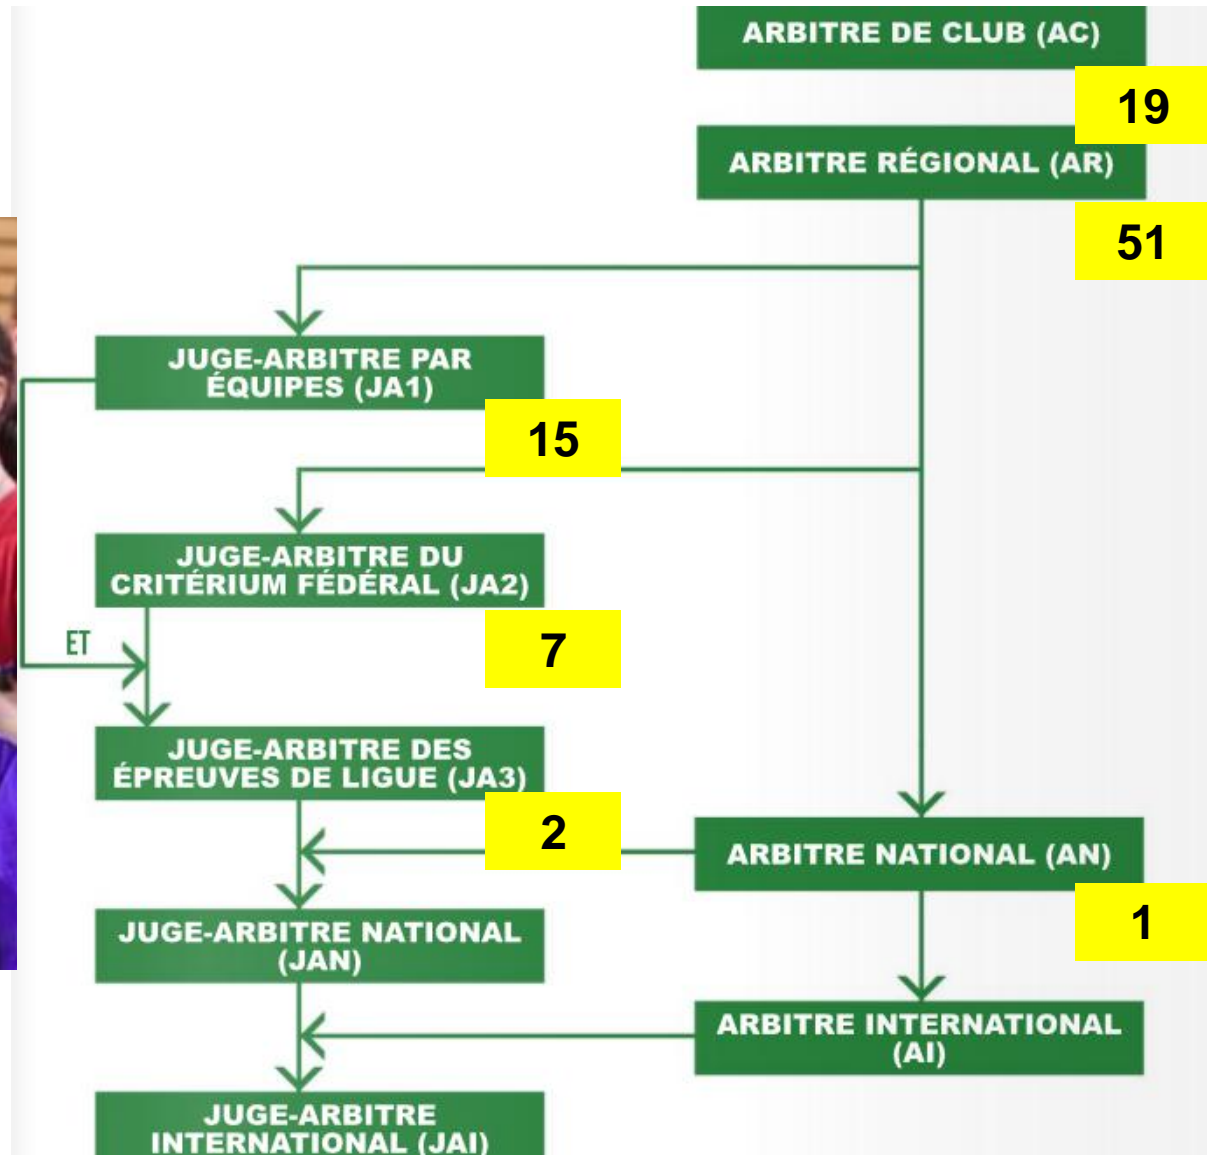 ARBITRE DE CLUB (AC)
19
ARBITRE RÉGIONAL (AR)
51
JUGE-ARBITRE PAR
ÉQUIPES (JA1)
15
JUGE-ARBITRE DU
CRITÉRIUM FÉDÉRAL (JA2)
7
ET
JUGE-ARBITRE DES
ÉPREUVES DE LIGUE (JA3)
2
ARBITRE NATIONAL (AN)
1
JUGE-ARBITRE NATIONAL
(JAN)
ARBITRE INTERNATIONAL
(AI)
JUGE-ARBITRE
INTERNATIONAL (JAI)